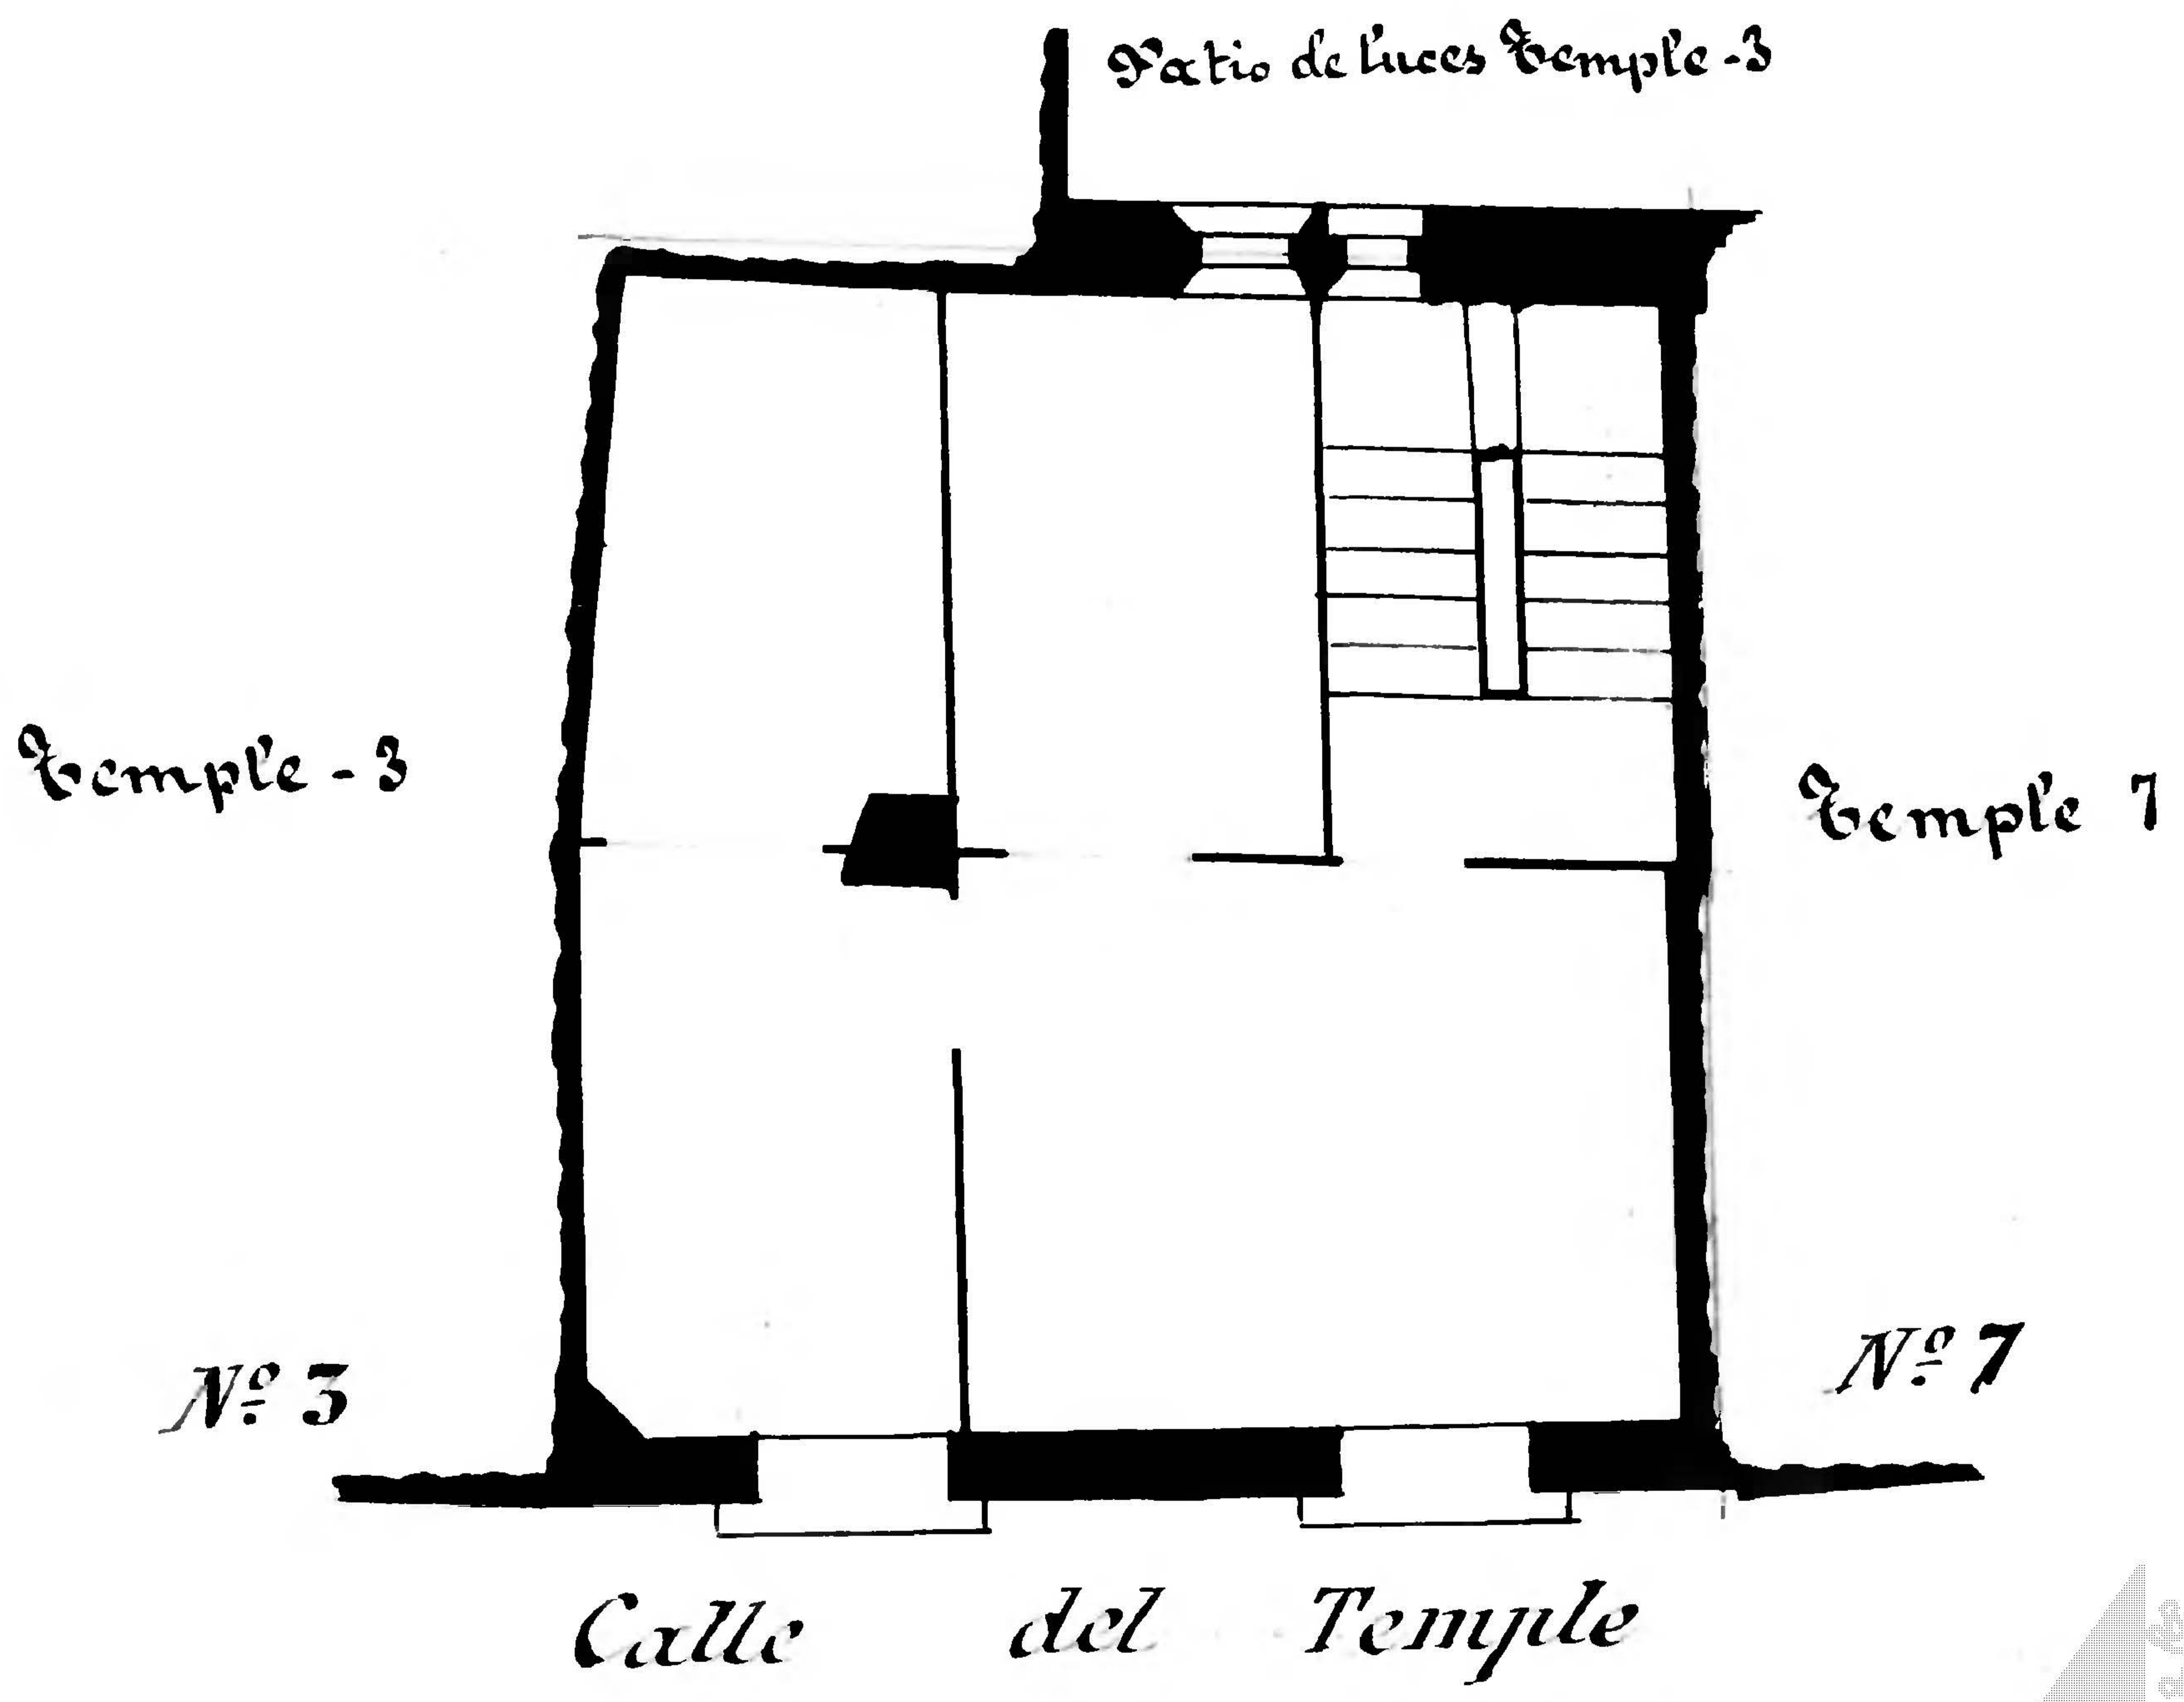 Patio de luces Temple - 3
Temple - 3
Temple 7
Nº 3
Nº 7
Calle del Temple